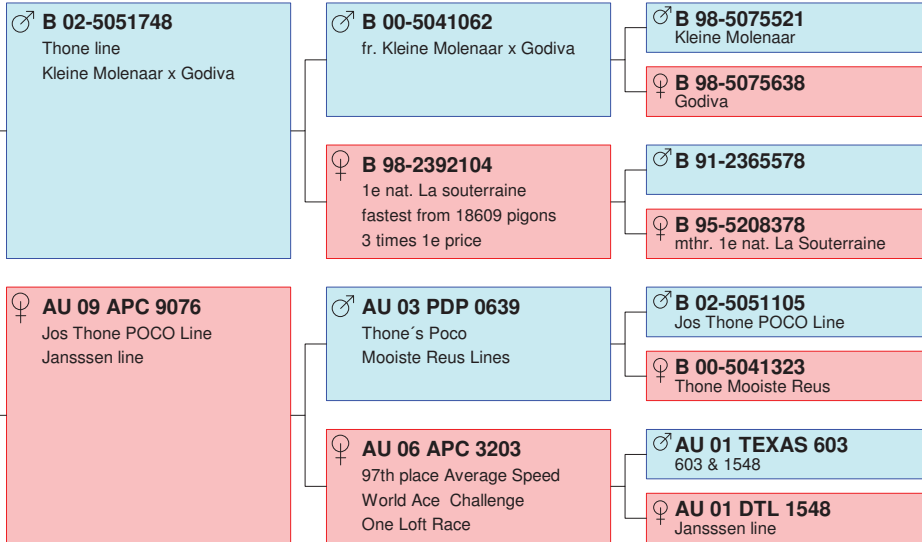 B 02-5051748
Thone line
Kleine Molenaar x Godiva
B 00-5041062
fr. Kleine Molenaar x Godiva
B 98-5075521
Kleine Molenaar
B 98-5075638
Godiva
B 98-2392104
1e nat. La souterraine
fastest from 18609 pigons
3 times 1e price
B 91-2365578
B 95-5208378
mthr. 1e nat. La Souterraine
AU 09 APC 9076
Jos Thone POCO Line
Janssssen line
AU 03 PDP 0639
Thone´s Poco
Mooiste Reus Lines
B 02-5051105
Jos Thone POCO Line
B 00-5041323
Thone Mooiste Reus
AU 06 APC 3203
97th place Average Speed
World Ace  Challenge
One Loft Race
AU 01 TEXAS 603
603 & 1548
AU 01 DTL 1548
Janssssen line